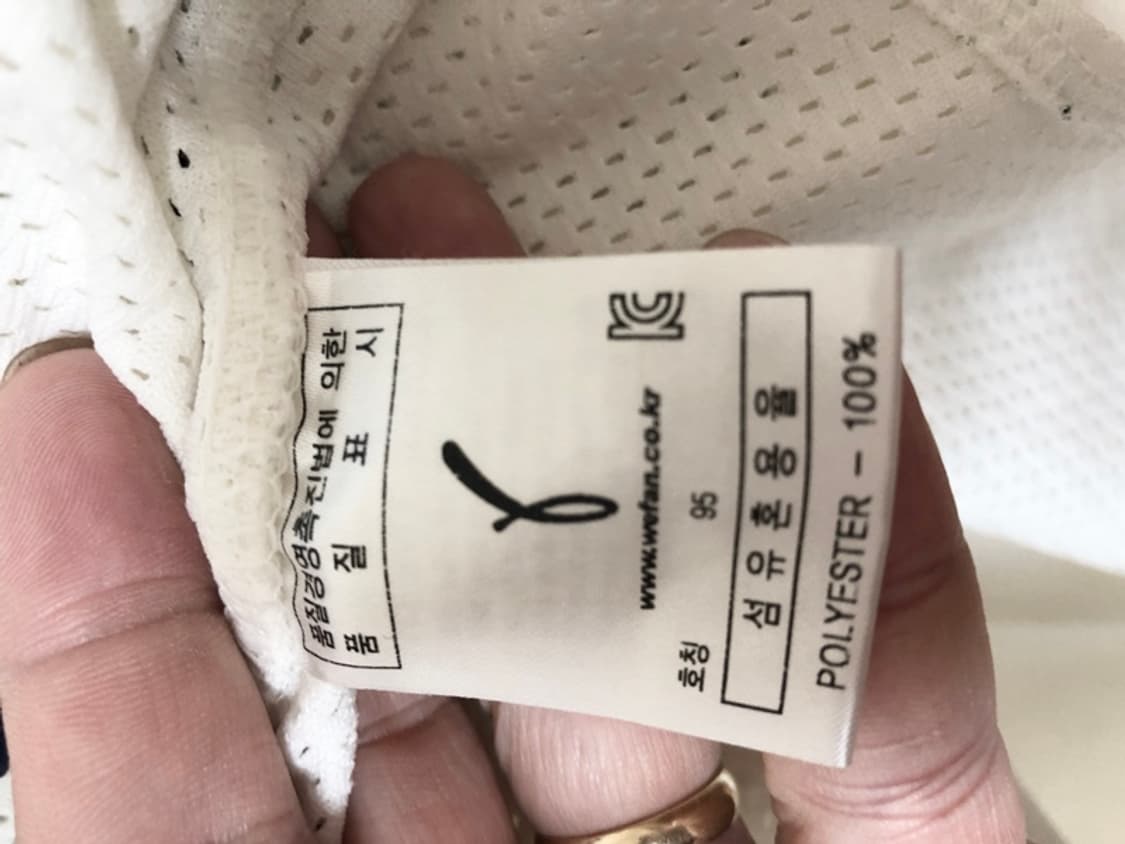 품질경영촉진법에 의한
품 질 표 시
www.wefan.co.kr
호칭 95
섬 유 혼 용 율
POLYESTER - 100%